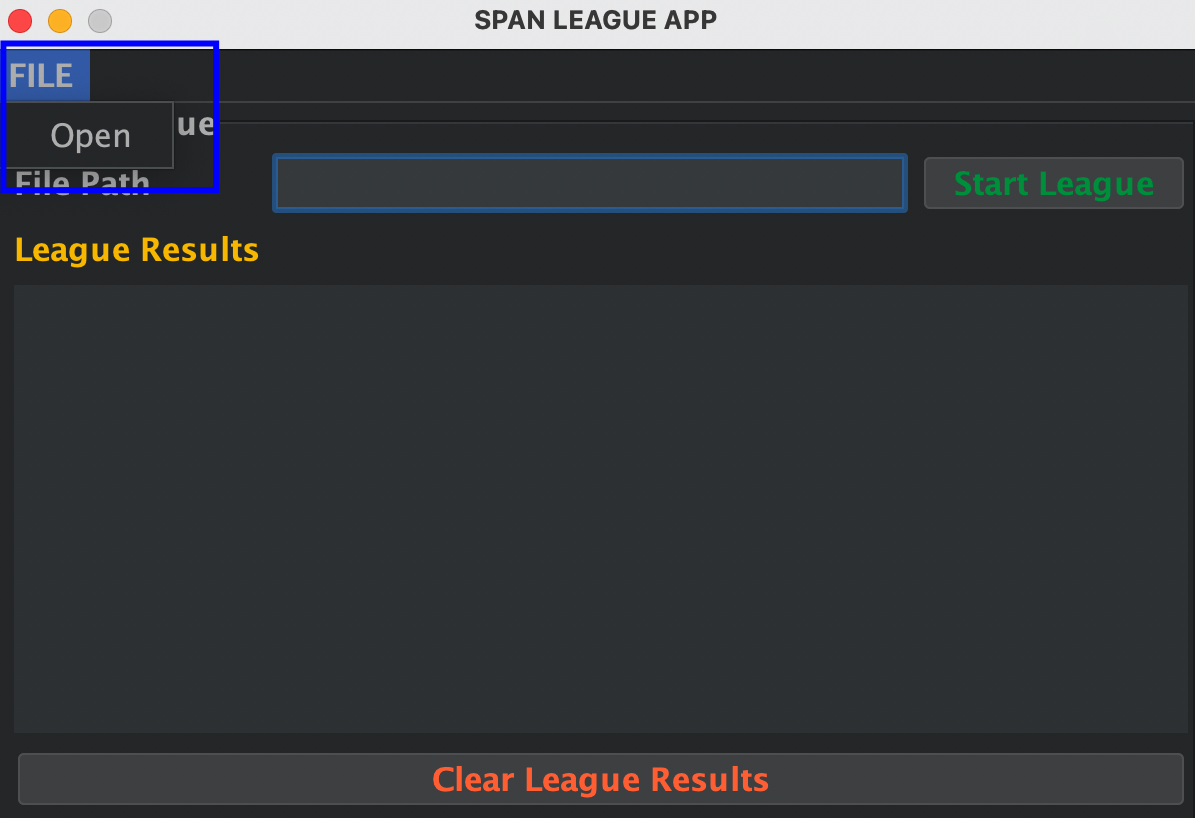 SPAN LEAGUE APP
FILE
Open
ue
File Path
Start League
League Results
Clear League Results